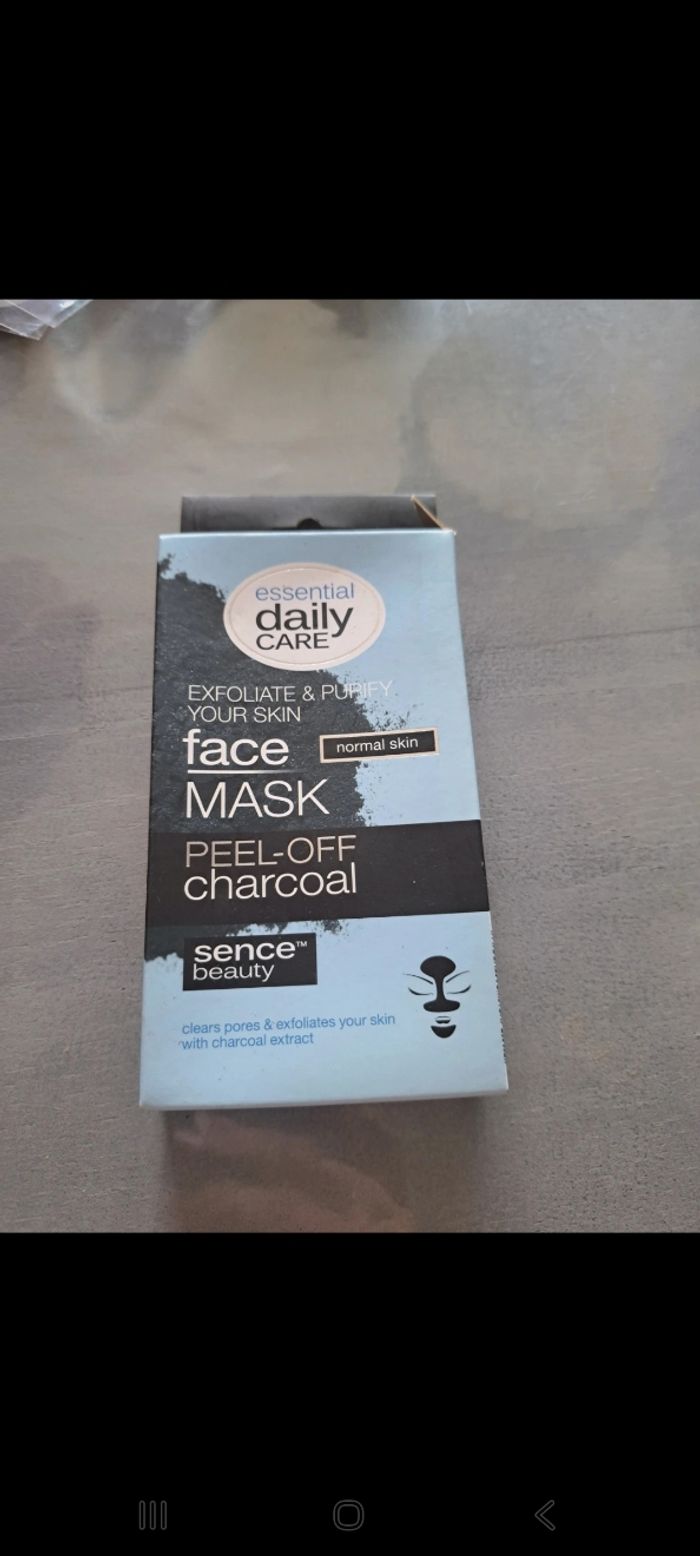 essential
daily
CARE
EXFOLIATE & PURIFY
YOUR SKIN
face
normal skin
MASK
PEEL-OFF
charcoal
sence™
beauty
clears pores & exfoliates your skin
with charcoal extract